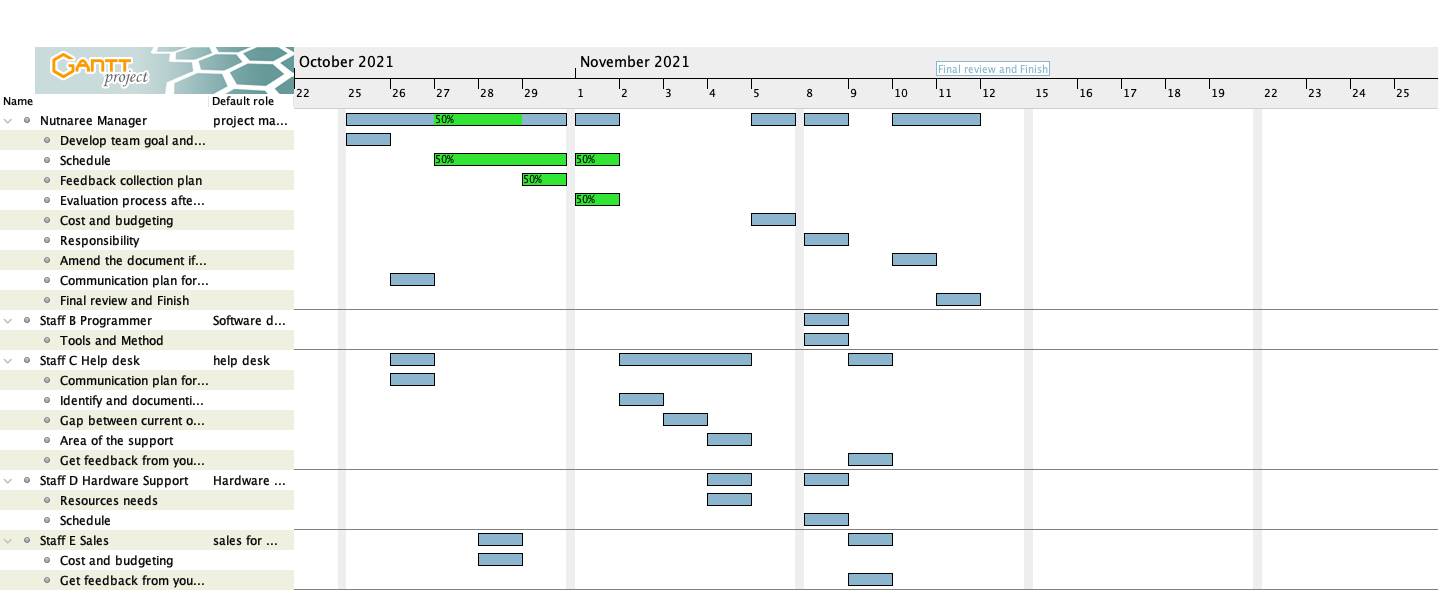 GANTT
project
October 2021
November 2021
Final review and Finish
22 25 26 27 28 29 1 2 3 4 5 8 9 10 11 12 15 16 17 18 19 22 23 24 25
Name Default role
Nutnaree Manager project ma... 50%
Develop team goal and...
Schedule 50% 50%
Feedback collection plan 50%
Evaluation process afte... 50%
Cost and budgeting
Responsibility
Amend the document if...
Communication plan for...
Final review and Finish
Staff B Programmer Software d...
Tools and Method
Staff C Help desk help desk
Communication plan for...
Identify and documenti...
Gap between current o...
Area of the support
Get feedback from you...
Staff D Hardware Support Hardware ...
Resources needs
Schedule
Staff E Sales sales for ...
Cost and budgeting
Get feedback from you...